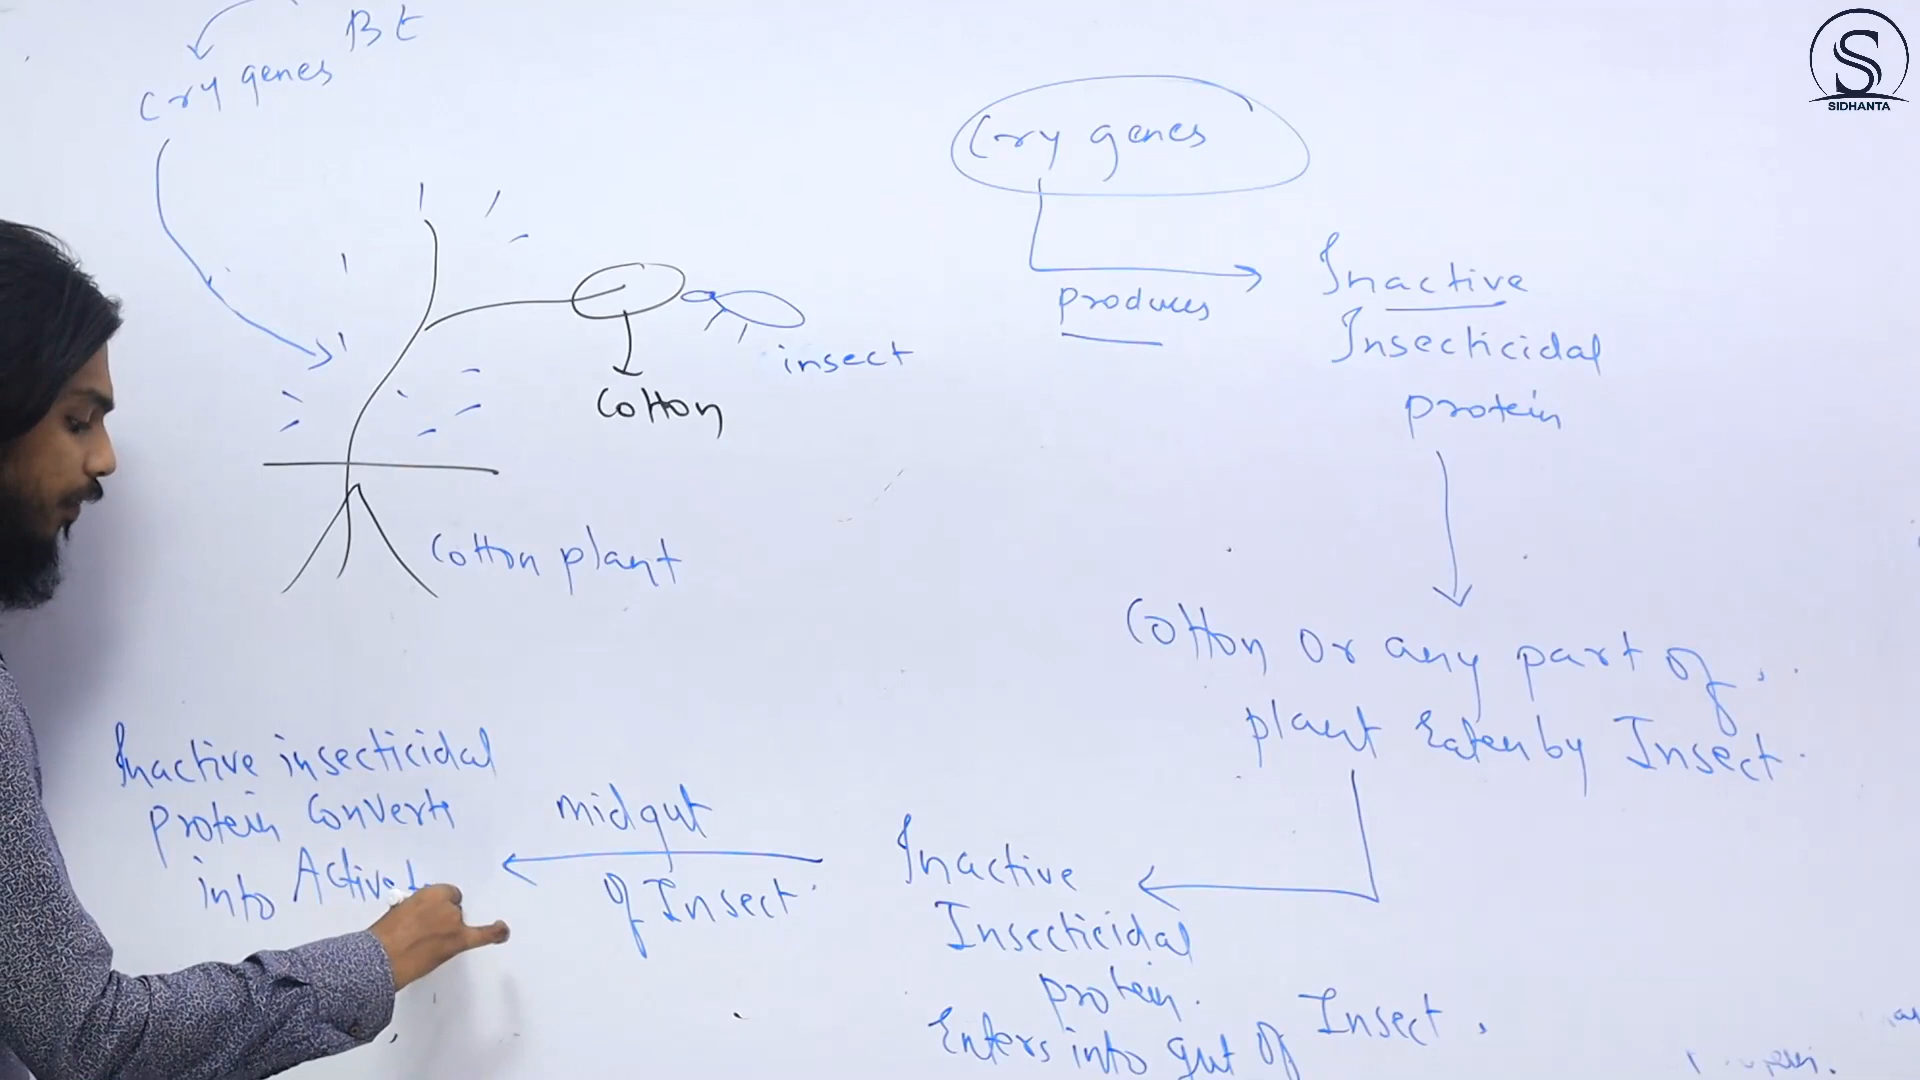 Bt
Cry genes
Cotton
insect
Cotton plant
Cry genes
produces
Inactive
Insecticidal
protein
Cotton or any part of
plant Eaten by Insect.
Inactive
Insecticidal
protein.
Enters into gut of Insect.
midgut
of Insect.
Inactive insecticidal
protein Converts
into
S
SIDHANTA